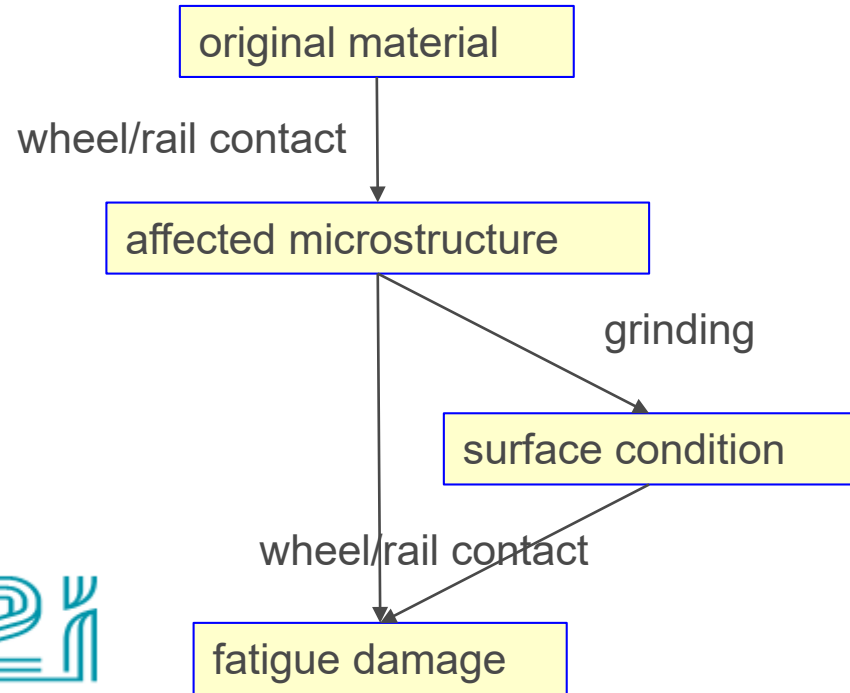 original material
wheel/rail contact
affected microstructure
grinding
surface condition
wheel/rail contact
fatigue damage